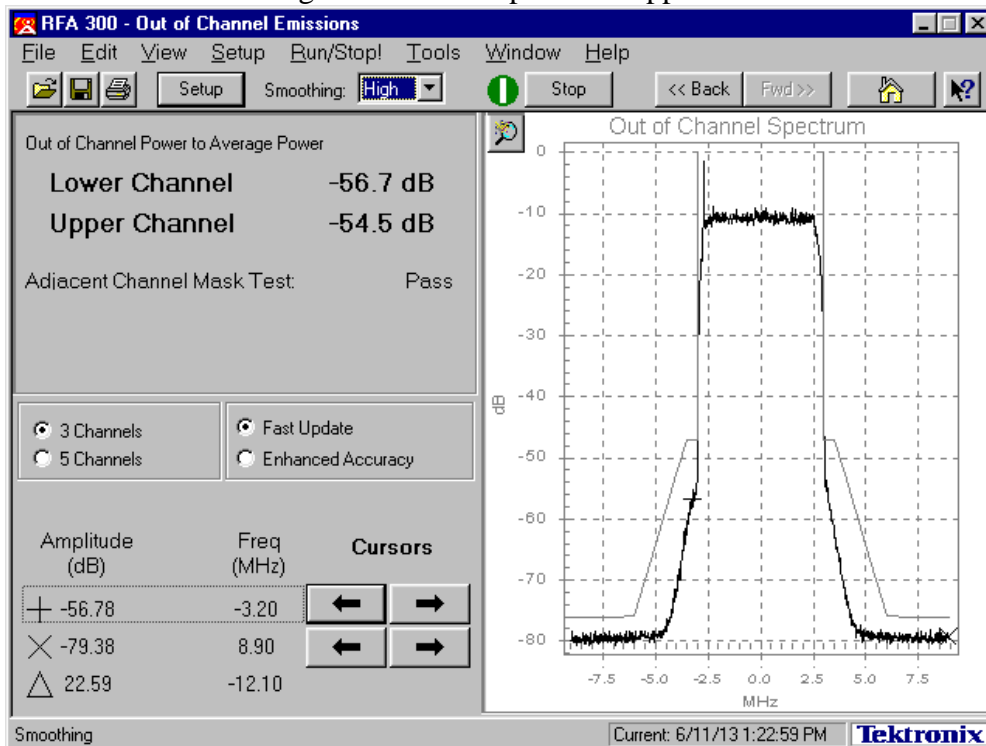 RFA 300 - Out of Channel Emissions
File Edit View Setup Run/Stop! Tools Window Help
Setup Smoothing: High Stop << Back Fwd >>
Out of Channel Power to Average Power
Lower Channel -56.7 dB
Upper Channel -54.5 dB
Adjacent Channel Mask Test: Pass
3 Channels
5 Channels
Fast Update
Enhanced Accuracy
Amplitude (dB) Freq (MHz) Cursors
-56.78 -3.20
-79.38 8.90
22.59 -12.10
Out of Channel Spectrum
0
-10
-20
-30
-40
dB
-50
-60
-70
-80
-7.5 -5.0 -2.5 0.0 2.5 5.0 7.5
MHz
Smoothing Current: 6/11/13 1:22:59 PM Tektronix